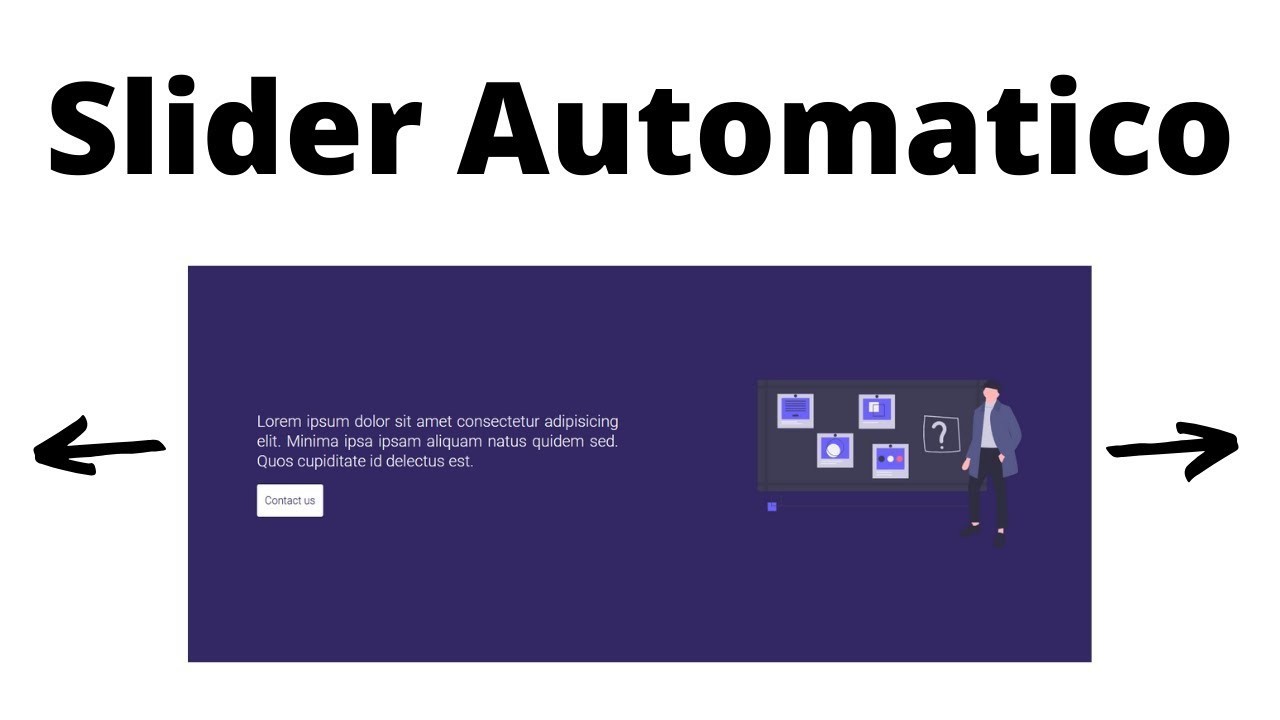 Slider Automatico
Lorem ipsum dolor sit amet consectetur adipisicing
elit. Minima ipsa ipsam aliquam natus quidem sed.
Quos cupiditate id delectus est.
?
Contact us